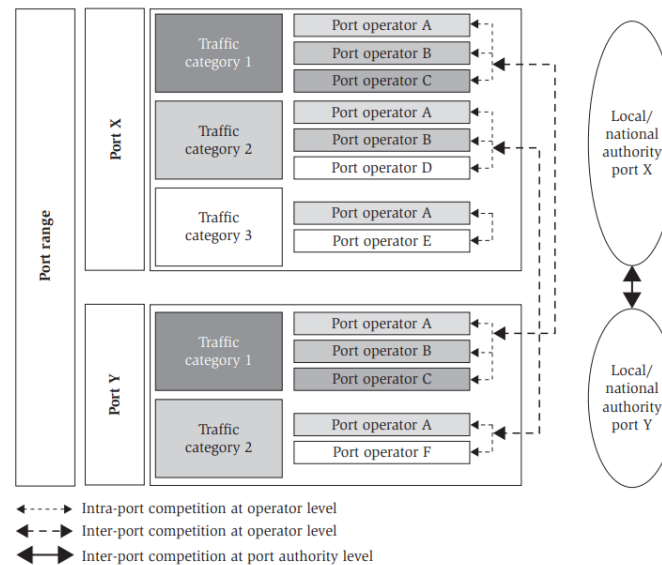 Port range
Port X
Traffic
category 1
Port operator A
Port operator B
Port operator C
Traffic
category 2
Port operator A
Port operator B
Port operator D
Traffic
category 3
Port operator A
Port operator E
Local/
national
authority
port X
Port Y
Traffic
category 1
Port operator A
Port operator B
Port operator C
Traffic
category 2
Port operator A
Port operator F
Local/
national
authority
port Y
Intra-port competition at operator level
Inter-port competition at operator level
Inter-port competition at port authority level